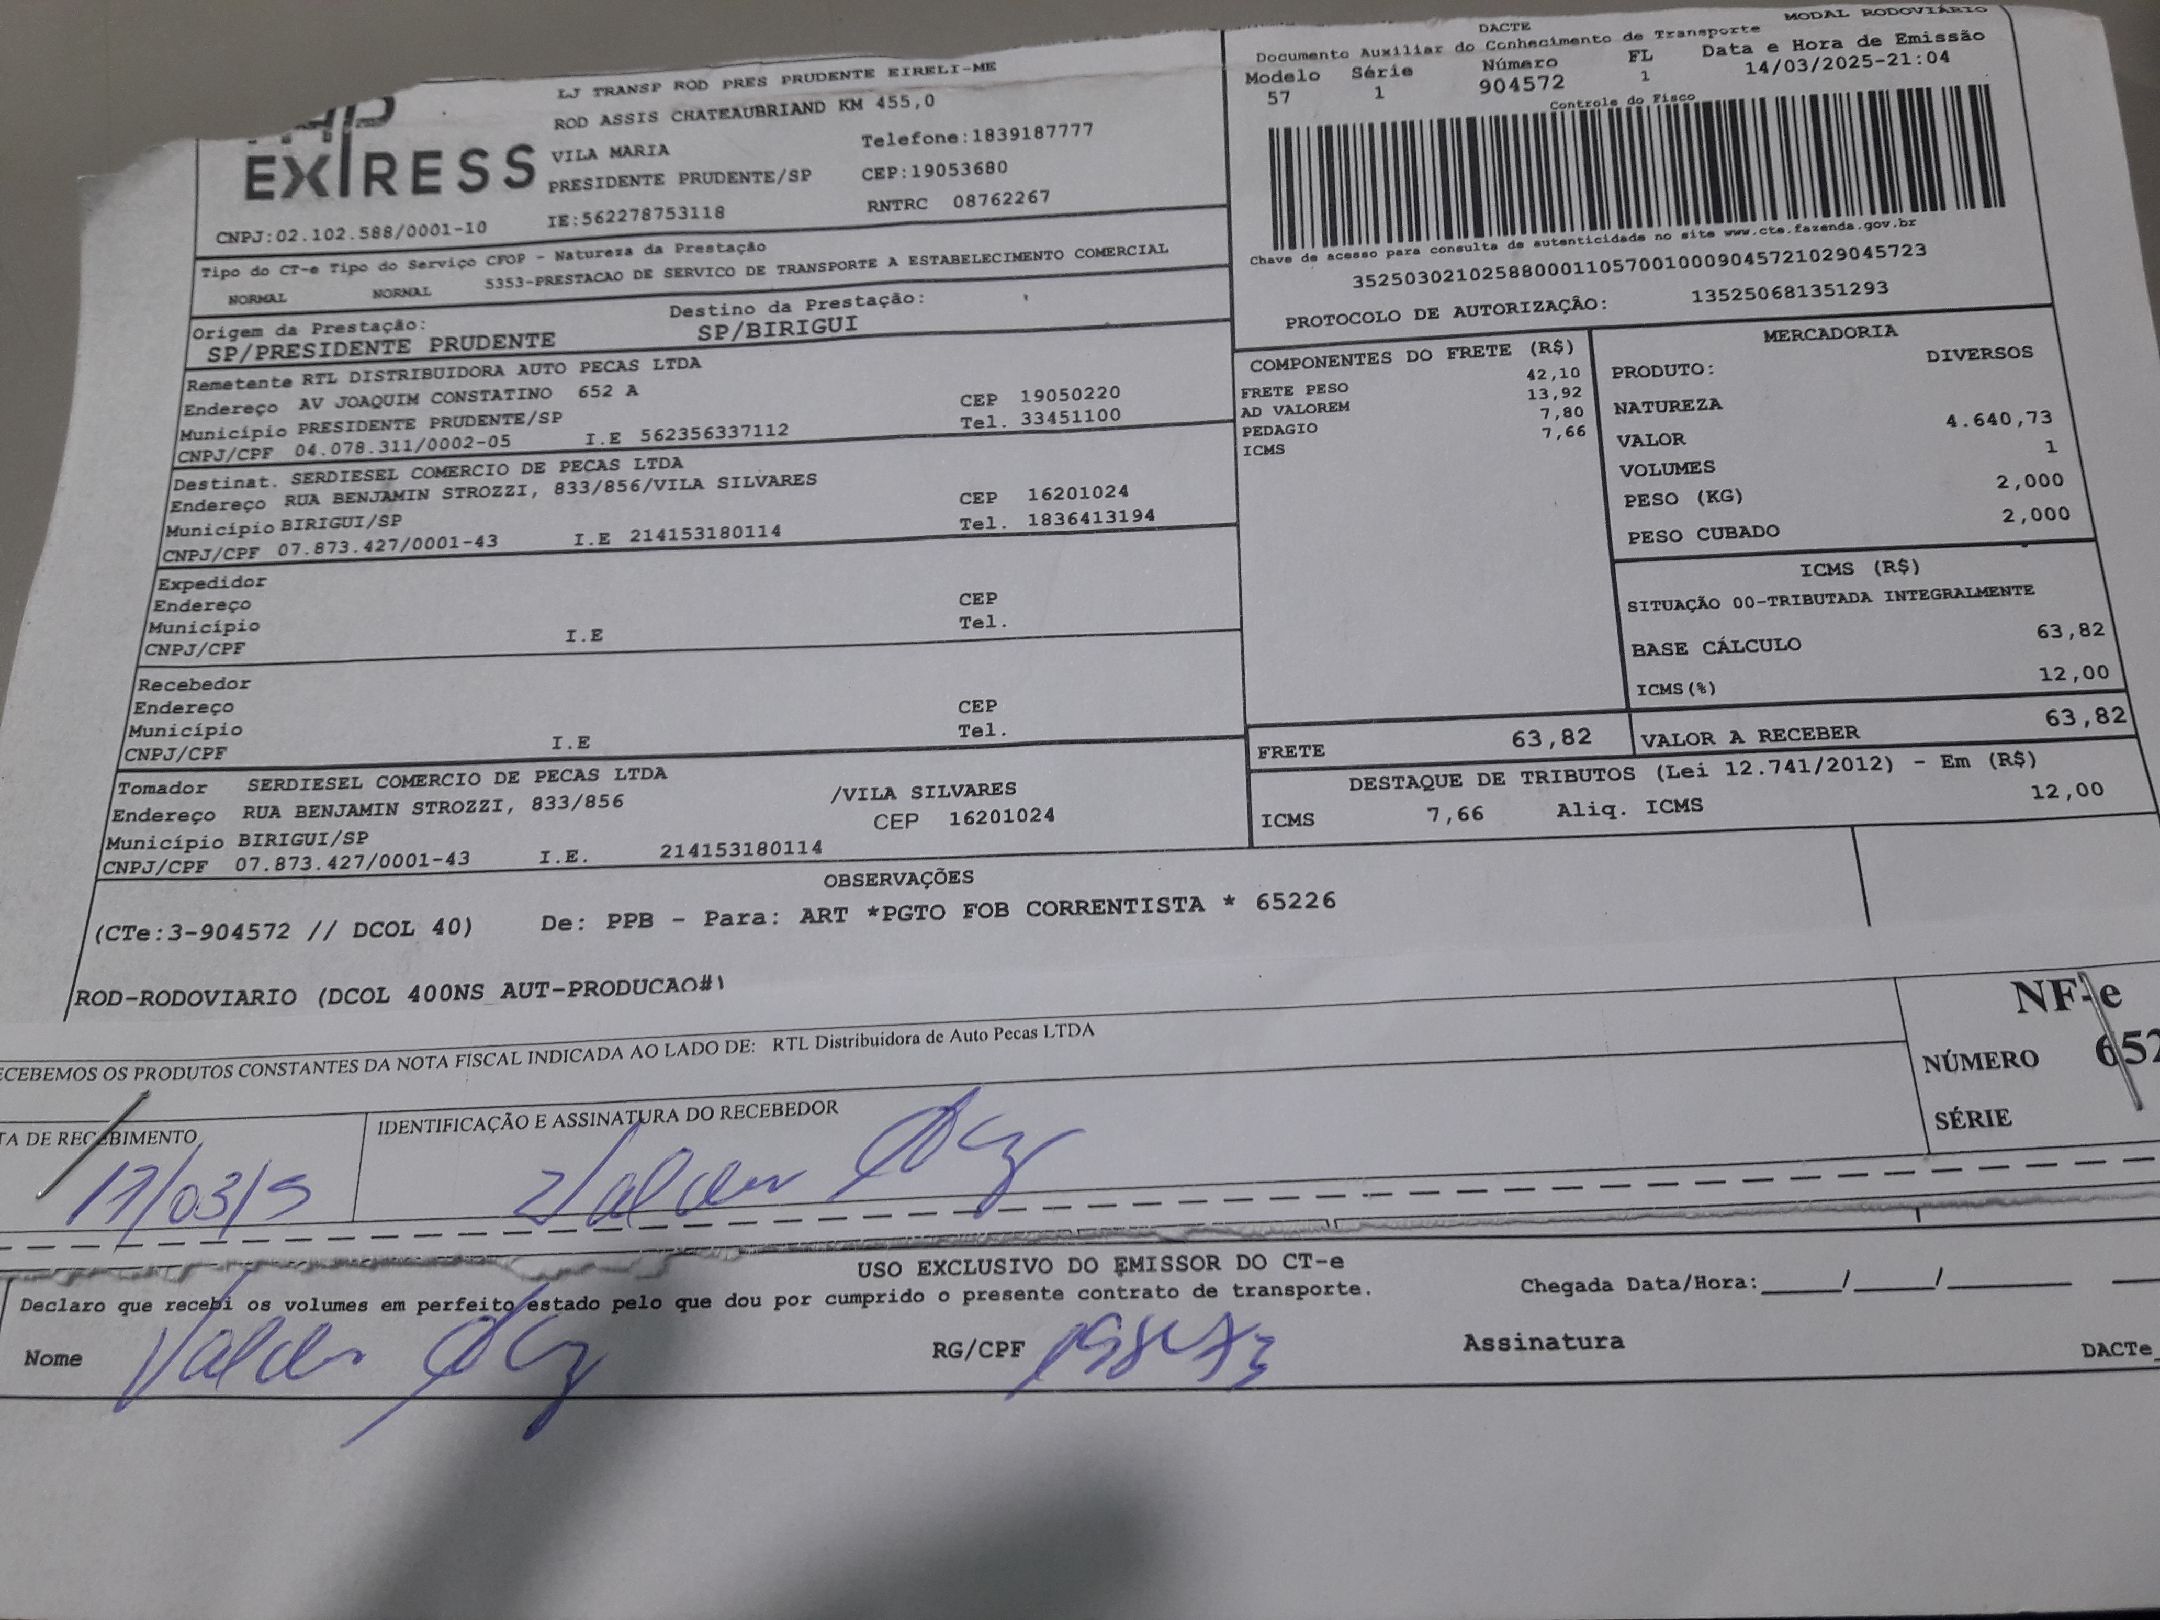 EXPRESS
LJ TRANSP ROD PRES PRUDENTE EIRELI-ME
ROD ASSIS CHATEAUBRIAND KM 455,0
VILA MARIA Telefone:1839187777
PRESIDENTE PRUDENTE/SP CEP:19053680
CNPJ:02.102.588/0001-10 IE:562278753118 RNTRC 08762267
DACTE MODAL RODOVIÁRIO
Documento Auxiliar do Conhecimento de Transporte
Modelo Série Número FL Data e Hora de Emissão
57 1 904572 1 14/03/2025-21:04
Controle do Fisco
Chave de acesso para consulta de autenticidade no site www.cte.fazenda.gov.br
35250302102588000110570010009045721029045723
PROTOCOLO DE AUTORIZAÇÃO: 135250681351293
Tipo do CT-e Tipo do Serviço CFOP - Natureza da Prestação
NORMAL NORMAL 5353-PRESTACAO DE SERVICO DE TRANSPORTE A ESTABELECIMENTO COMERCIAL
Origem da Prestação: Destino da Prestação:
SP/PRESIDENTE PRUDENTE SP/BIRIGUI
Remetente RTL DISTRIBUIDORA AUTO PECAS LTDA
Endereço AV JOAQUIM CONSTATINO 652 A CEP 19050220
Município PRESIDENTE PRUDENTE/SP Tel. 33451100
CNPJ/CPF 04.078.311/0002-05 I.E 562356337112
Destinat. SERDIESEL COMERCIO DE PECAS LTDA
Endereço RUA BENJAMIN STROZZI, 833/856/VILA SILVARES CEP 16201024
Município BIRIGUI/SP Tel. 1836413194
CNPJ/CPF 07.873.427/0001-43 I.E 214153180114
Expedidor
Endereço CEP
Município Tel.
CNPJ/CPF I.E
Recebedor
Endereço CEP
Município Tel.
CNPJ/CPF I.E
Tomador SERDIESEL COMERCIO DE PECAS LTDA
Endereço RUA BENJAMIN STROZZI, 833/856 /VILA SILVARES
Município BIRIGUI/SP CEP 16201024
CNPJ/CPF 07.873.427/0001-43 I.E. 214153180114
COMPONENTES DO FRETE (R$)
FRETE PESO 42,10
AD VALOREM 13,92
PEDAGIO 7,80
ICMS 7,66
MERCADORIA
PRODUTO: DIVERSOS
NATUREZA
VALOR 4.640,73
VOLUMES 1
PESO (KG) 2,000
PESO CUBADO 2,000
ICMS (R$)
SITUAÇÃO 00-TRIBUTADA INTEGRALMENTE
BASE CÁLCULO 63,82
ICMS(%) 12,00
FRETE 63,82 VALOR A RECEBER 63,82
DESTAQUE DE TRIBUTOS (Lei 12.741/2012) - Em (R$)
ICMS 7,66 Aliq. ICMS 12,00
OBSERVAÇÕES
(CTe:3-904572 // DCOL 40) De: PPB - Para: ART *PGTO FOB CORRENTISTA * 65226
ROD-RODOVIARIO (DCOL 400NS AUT-PRODUCAO#)
ECEBEMOS OS PRODUTOS CONSTANTES DA NOTA FISCAL INDICADA AO LADO DE: RTL Distribuidora de Auto Pecas LTDA
NF-e
NÚMERO 652
SÉRIE
TA DE RECEBIMENTO IDENTIFICAÇÃO E ASSINATURA DO RECEBEDOR
USO EXCLUSIVO DO EMISSOR DO CT-e
Declaro que recebi os volumes em perfeito estado pelo que dou por cumprido o presente contrato de transporte. Chegada Data/Hora:____/____/____
Nome RG/CPF Assinatura DACTe